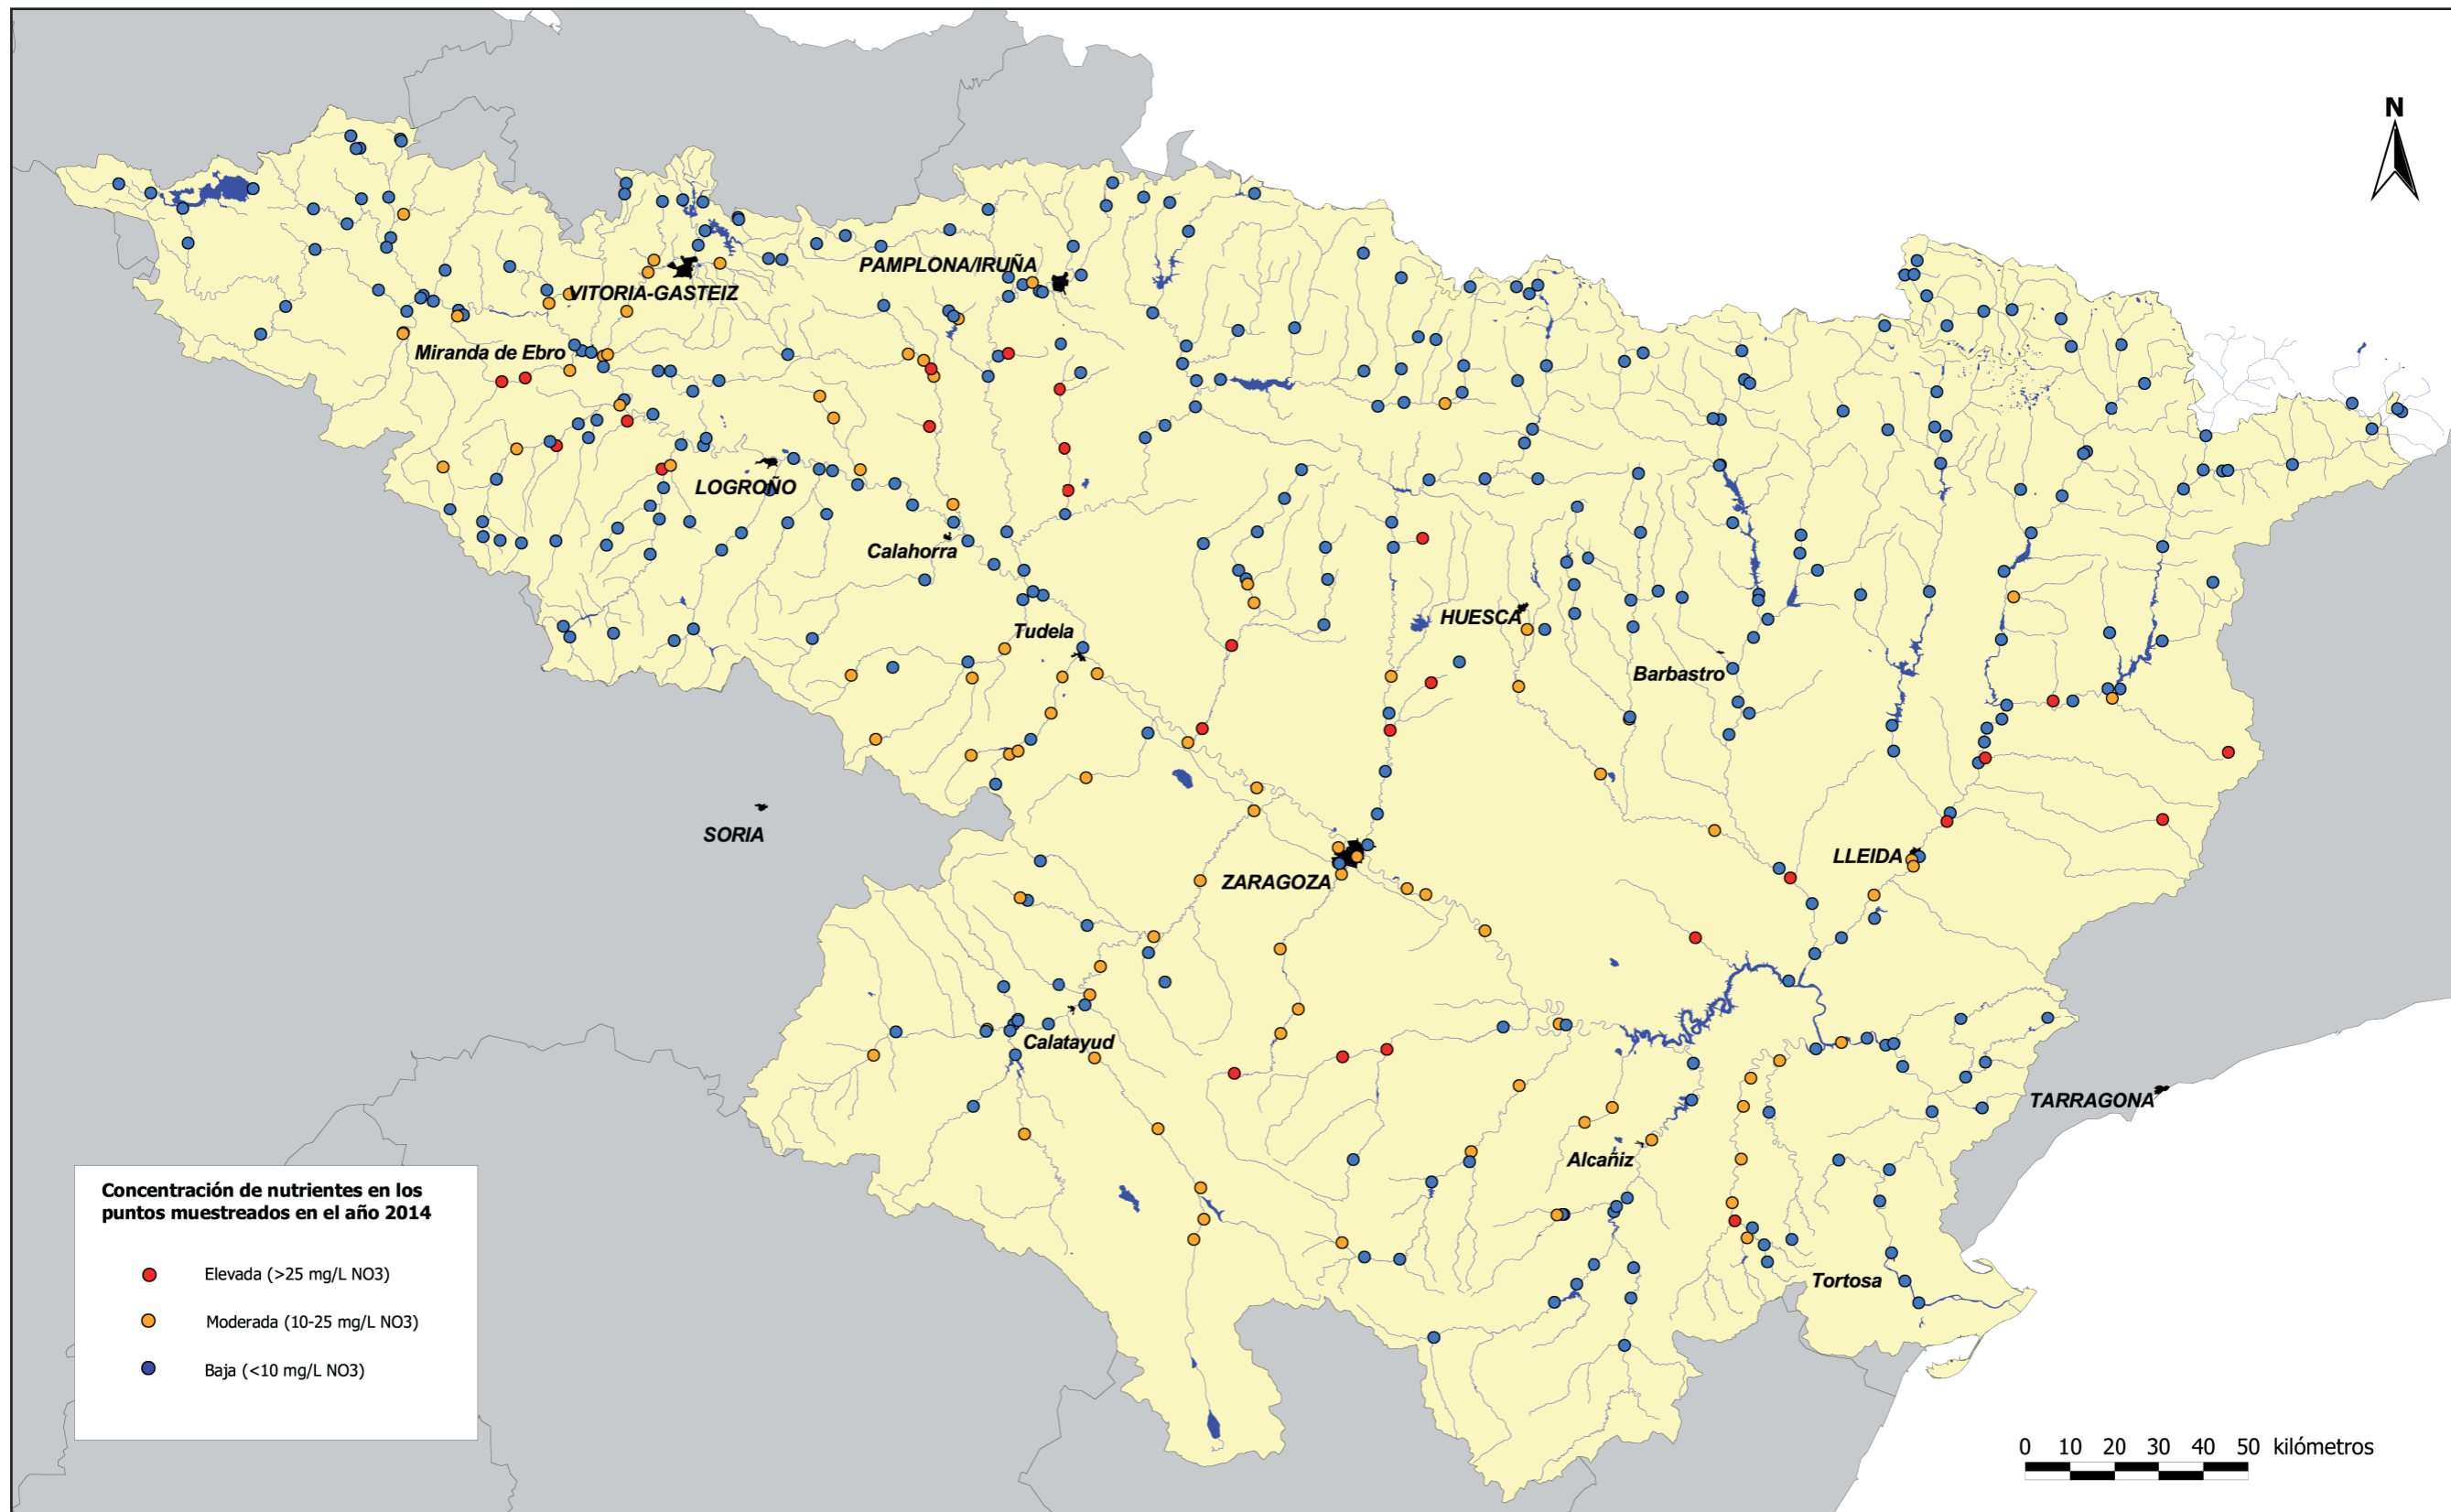 N
PAMPLONA/IRUÑA
VITORIA-GASTEIZ
Miranda de Ebro
LOGROÑO
Calahorra
HUESCA
Tudela
Barbastro
SORIA
LLEIDA
ZARAGOZA
Calatayud
TARRAGONA
Alcañiz
Tortosa
Concentración de nutrientes en los
puntos muestreados en el año 2014
Elevada (>25 mg/L NO3)
Moderada (10-25 mg/L NO3)
Baja (<10 mg/L NO3)
0 10 20 30 40 50 kilómetros